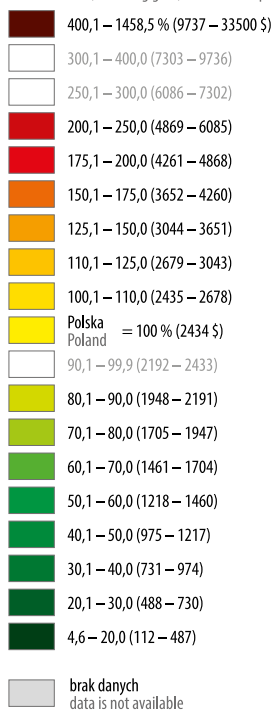 400,1 – 1458,5 % (9737 – 33500 $)
300,1 – 400,0 (7303 – 9736)
250,1 – 300,0 (6086 – 7302)
200,1 – 250,0 (4869 – 6085)
175,1 – 200,0 (4261 – 4868)
150,1 – 175,0 (3652 – 4260)
125,1 – 150,0 (3044 – 3651)
110,1 – 125,0 (2679 – 3043)
100,1 – 110,0 (2435 – 2678)
Polska
Poland = 100 % (2434 $)
90,1 – 99,9 (2192 – 2433)
80,1 – 90,0 (1948 – 2191)
70,1 – 80,0 (1705 – 1947)
60,1 – 70,0 (1461 – 1704)
50,1 – 60,0 (1218 – 1460)
40,1 – 50,0 (975 – 1217)
30,1 – 40,0 (731 – 974)
20,1 – 30,0 (488 – 730)
4,6 – 20,0 (112 – 487)
brak danych
data is not available